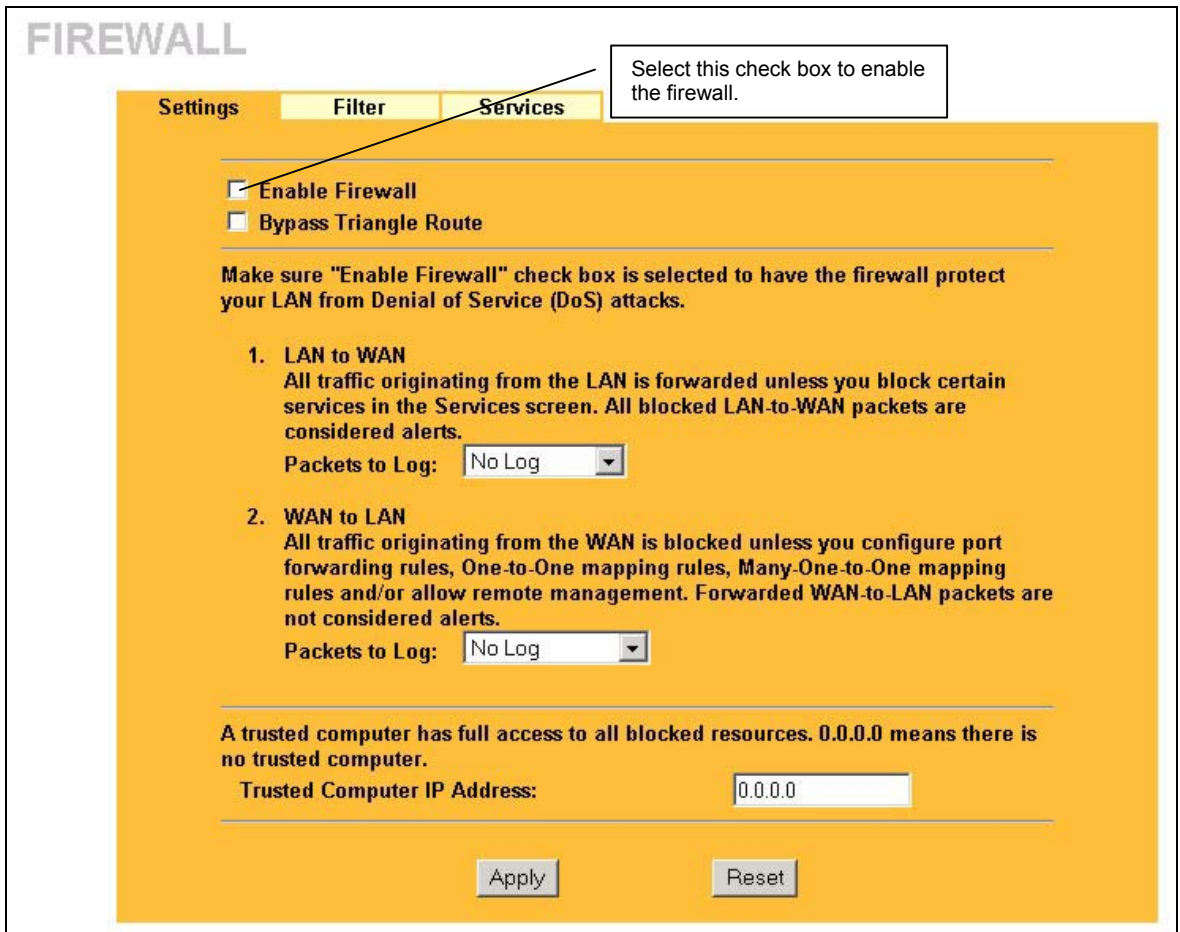 FIREWALL
Select this check box to enable
the firewall.
Settings Filter Services
Enable Firewall
Bypass Triangle Route
Make sure "Enable Firewall" check box is selected to have the firewall protect
your LAN from Denial of Service (DoS) attacks.
1. LAN to WAN
All traffic originating from the LAN is forwarded unless you block certain
services in the Services screen. All blocked LAN-to-WAN packets are
considered alerts.
Packets to Log: No Log
2. WAN to LAN
All traffic originating from the WAN is blocked unless you configure port
forwarding rules, One-to-One mapping rules, Many-One-to-One mapping
rules and/or allow remote management. Forwarded WAN-to-LAN packets are
not considered alerts.
Packets to Log: No Log
A trusted computer has full access to all blocked resources. 0.0.0.0 means there is
no trusted computer.
Trusted Computer IP Address: 0.0.0.0
Apply Reset